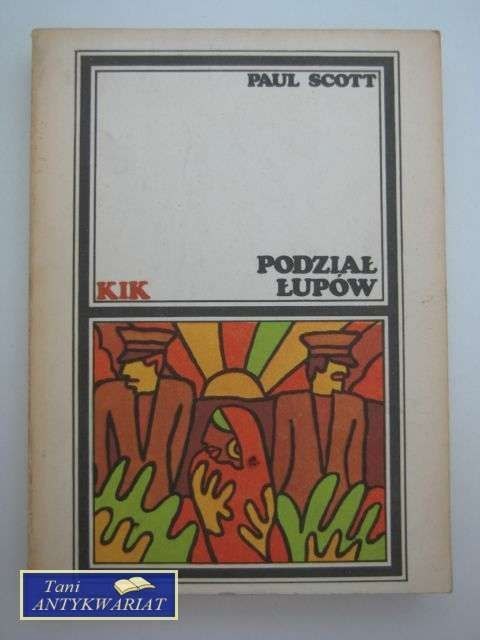 PAUL SCOTT
PODZIAŁ
ŁUPÓW
KIK
Tani
ANTYKWARIAT